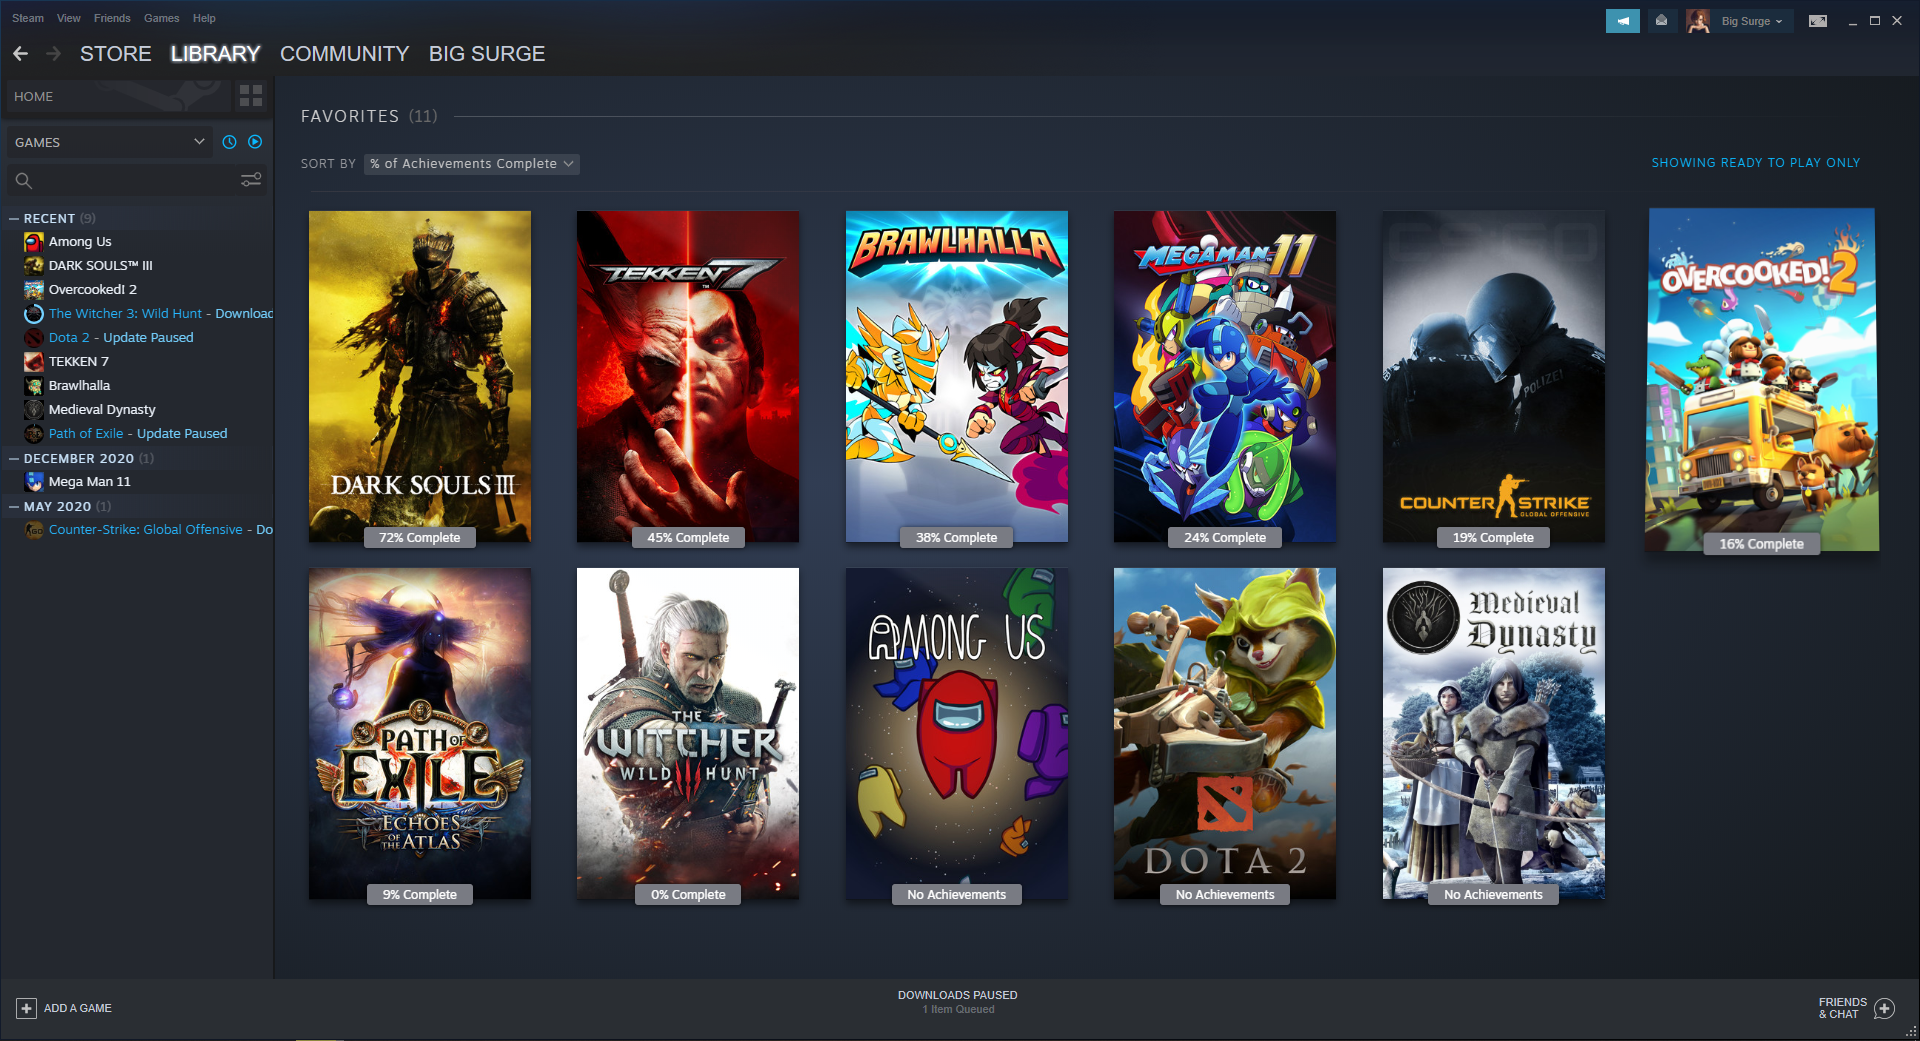 Steam View Friends Games Help
Big Surge
STORE LIBRARY COMMUNITY BIG SURGE
HOME
GAMES
RECENT (9)
Among Us
DARK SOULS™ III
Overcooked! 2
The Witcher 3: Wild Hunt - Download
Dota 2 - Update Paused
TEKKEN 7
Brawlhalla
Medieval Dynasty
Path of Exile - Update Paused
DECEMBER 2020 (1)
Mega Man 11
MAY 2020 (1)
Counter-Strike: Global Offensive - Do
FAVORITES (11)
SORT BY % of Achievements Complete
SHOWING READY TO PLAY ONLY
DARK SOULS III
72% Complete
TEKKEN 7
™
45% Complete
BRAWLHALLA
38% Complete
MEGAMAN 11
24% Complete
CS GO
POLIZEI
COUNTER STRIKE
GLOBAL OFFENSIVE
19% Complete
OVERCOOKED! 2
16% Complete
PATH OF
EXILE
ECHOES
OF THE ATLAS
9% Complete
THE
WITCHER
WILD HUNT
0% Complete
AMONG US
No Achievements
DOTA 2
No Achievements
Medieval
Dynasty
No Achievements
ADD A GAME
DOWNLOADS PAUSED
1 Item Queued
FRIENDS
& CHAT